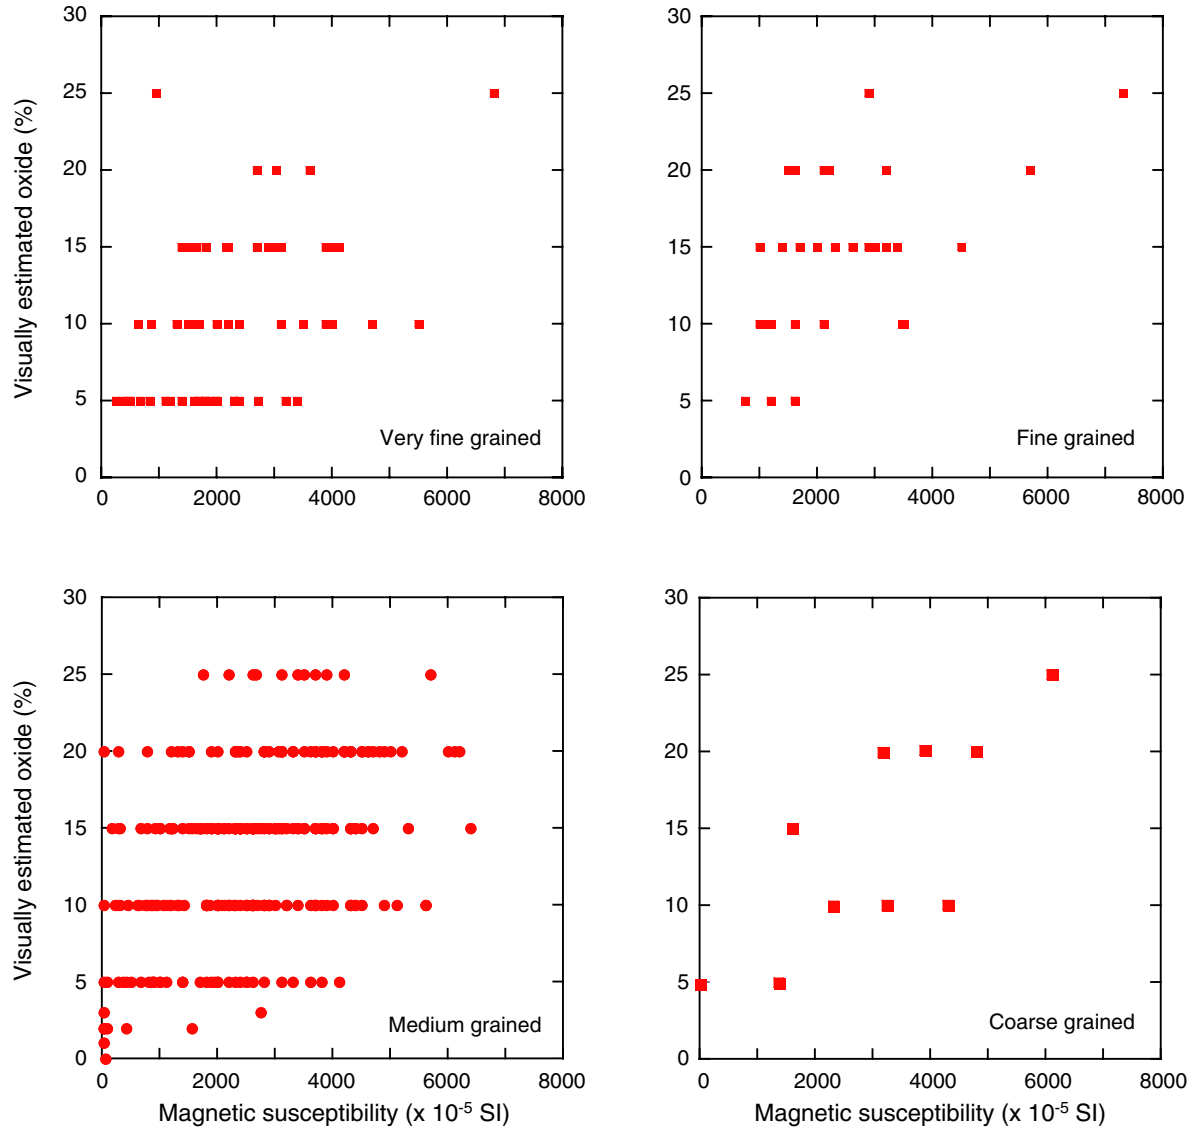 30
25
20
15
10
5
0
Visually estimated oxide (%)
Very fine grained
0 2000 4000 6000 8000
30
25
20
15
10
5
0
Fine grained
0 2000 4000 6000 8000
30
25
20
15
10
5
0
Visually estimated oxide (%)
Medium grained
0 2000 4000 6000 8000
Magnetic susceptibility (x 10⁻⁵ SI)
30
25
20
15
10
5
0
Coarse grained
0 2000 4000 6000 8000
Magnetic susceptibility (x 10⁻⁵ SI)